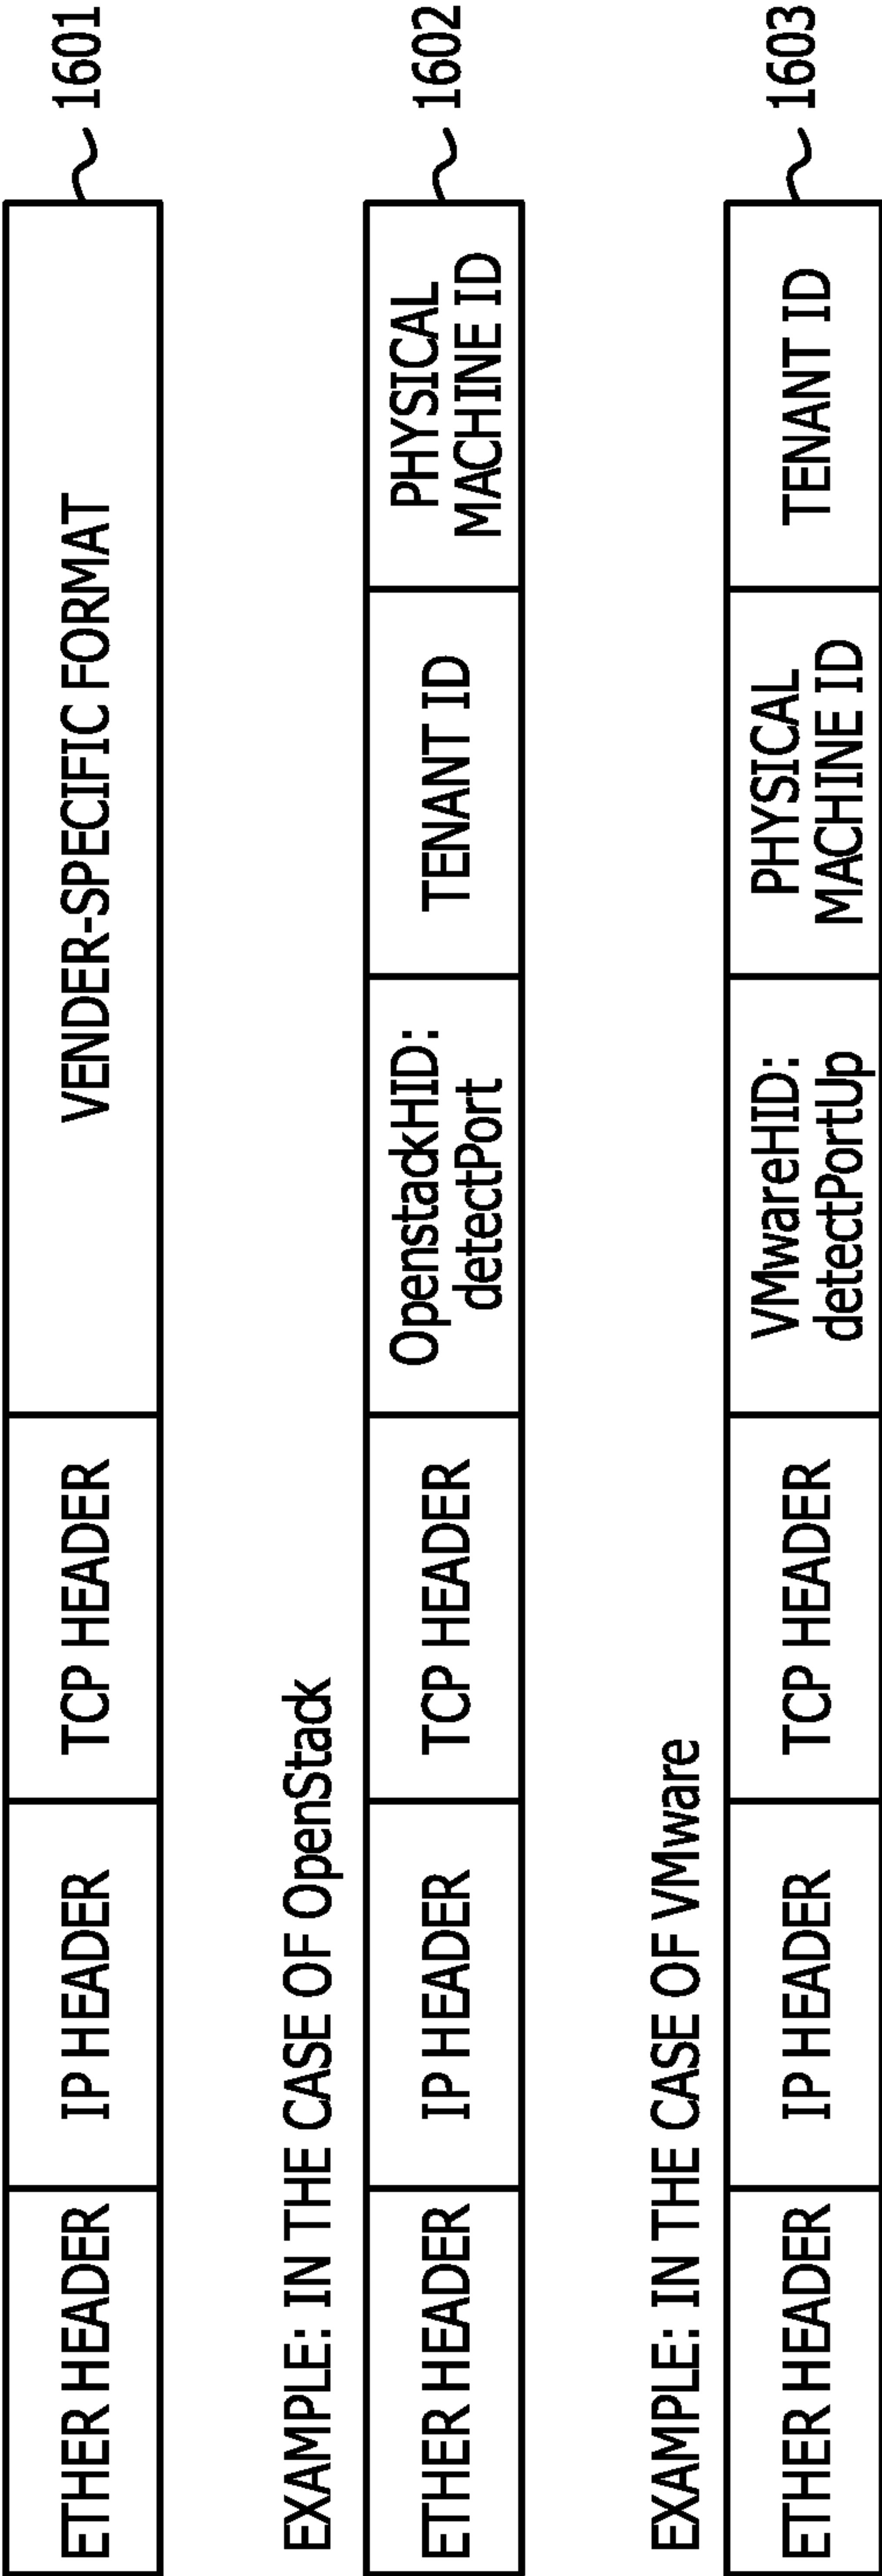 ETHER HEADER
IP HEADER
TCP HEADER
VENDER-SPECIFIC FORMAT
1601
EXAMPLE: IN THE CASE OF OpenStack
ETHER HEADER
IP HEADER
TCP HEADER
OpenstackHID:
detectPort
TENANT ID
PHYSICAL
MACHINE ID
1602
EXAMPLE: IN THE CASE OF VMware
ETHER HEADER
IP HEADER
TCP HEADER
VMwareHID:
detectPortUp
PHYSICAL
MACHINE ID
TENANT ID
1603